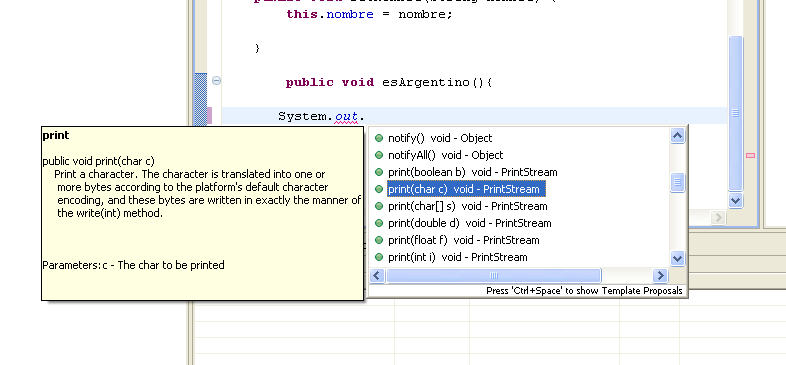 this.nombre = nombre;
}
public void esArgentino(){
System.out.
print
public void print(char c)
Print a character. The character is translated into one or
more bytes according to the platform's default character
encoding, and these bytes are written in exactly the manner of
the write(int) method.
Parameters:c - The char to be printed
notify() void - Object
notifyAll() void - Object
print(boolean b) void - PrintStream
print(char c) void - PrintStream
print(char[] s) void - PrintStream
print(double d) void - PrintStream
print(float f) void - PrintStream
print(int i) void - PrintStream
Press 'Ctrl+Space' to show Template Proposals